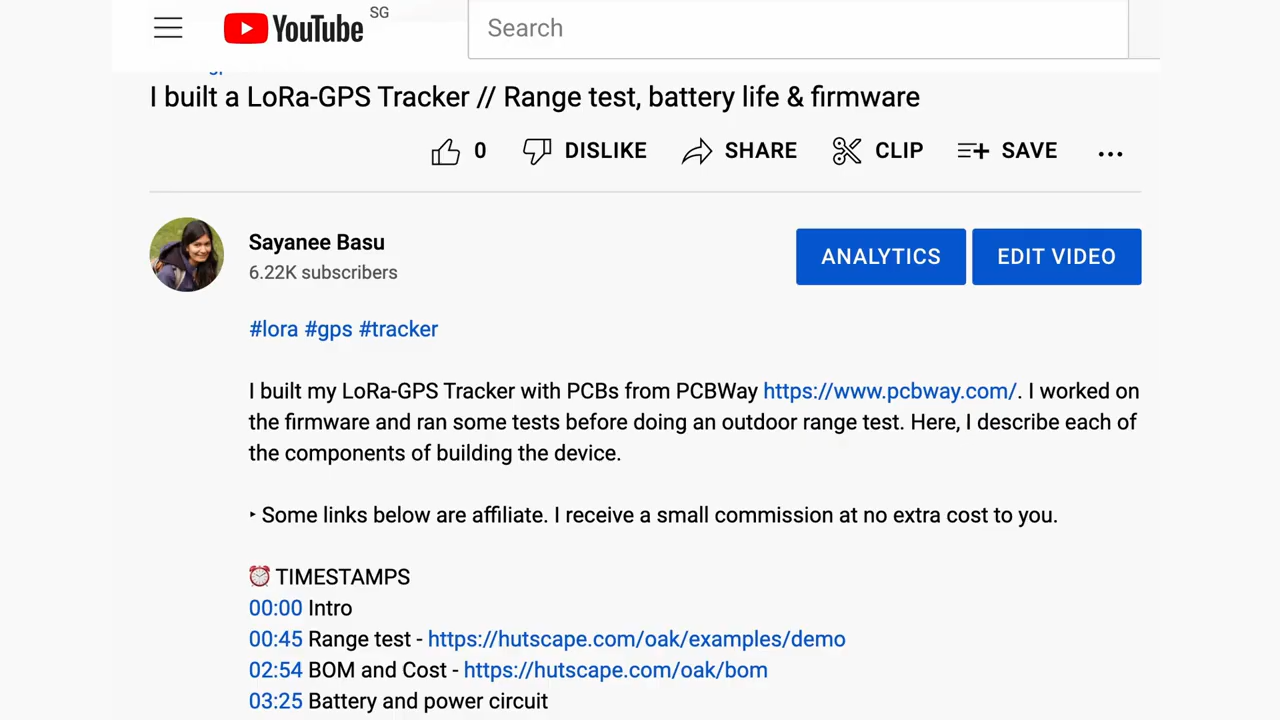 YouTube SG
Search
I built a LoRa-GPS Tracker // Range test, battery life & firmware
0 DISLIKE SHARE CLIP SAVE ...
Sayanee Basu
6.22K subscribers
ANALYTICS EDIT VIDEO
#lora #gps #tracker
I built my LoRa-GPS Tracker with PCBs from PCBWay https://www.pcbway.com/. I worked on
the firmware and ran some tests before doing an outdoor range test. Here, I describe each of
the components of building the device.
‣ Some links below are affiliate. I receive a small commission at no extra cost to you.
⏰ TIMESTAMPS
00:00 Intro
00:45 Range test - https://hutscape.com/oak/examples/demo
02:54 BOM and Cost - https://hutscape.com/oak/bom
03:25 Battery and power circuit